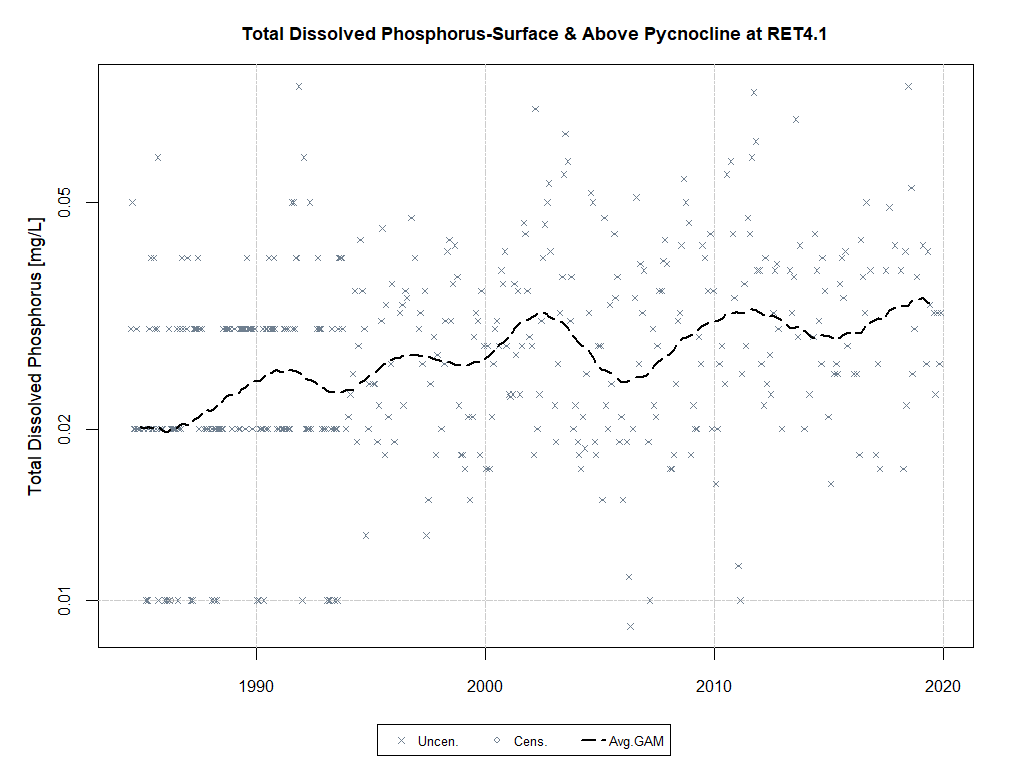 Total Dissolved Phosphorus-Surface & Above Pycnocline at RET4.1
Total Dissolved Phosphorus [mg/L]
0.05
0.02
0.01
1990 2000 2010 2020
Uncen. Cens. Avg.GAM